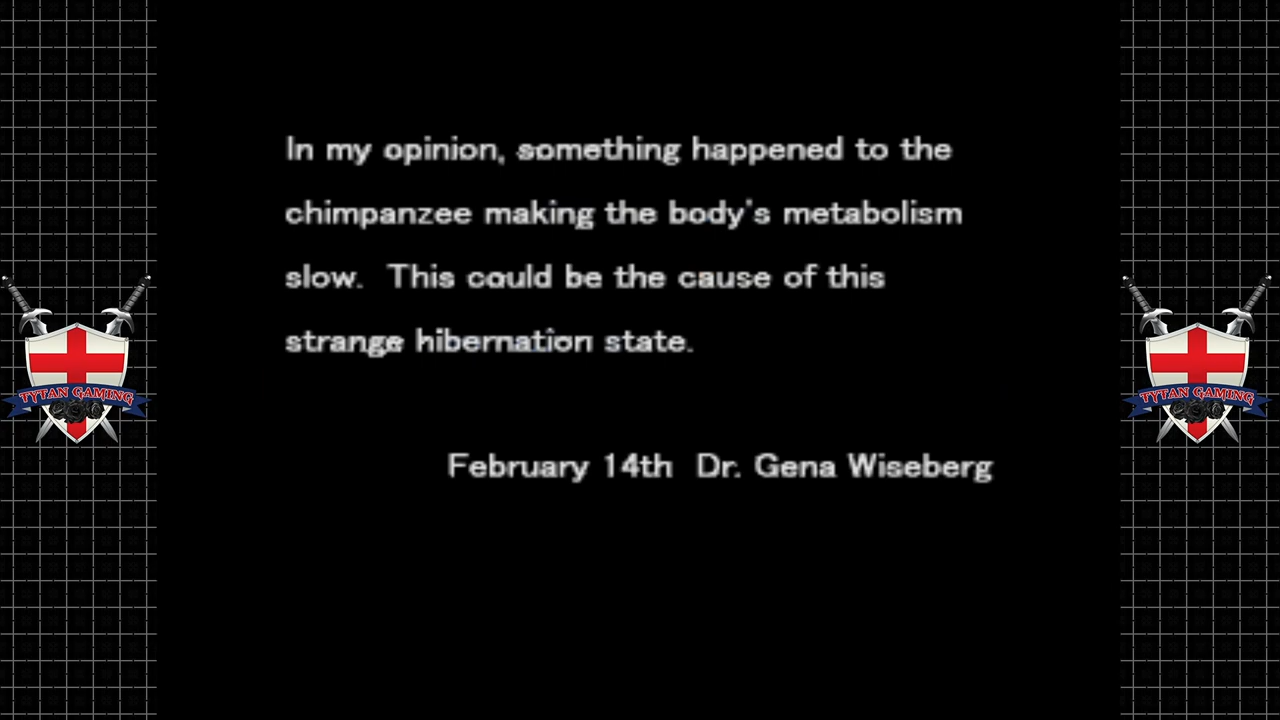 In my opinion, something happened to the
chimpanzee making the body's metabolism
slow.  This could be the cause of this
strange hibernation state.
February 14th  Dr. Gena Wiseberg
TYTAN GAMING
TYTAN GAMING